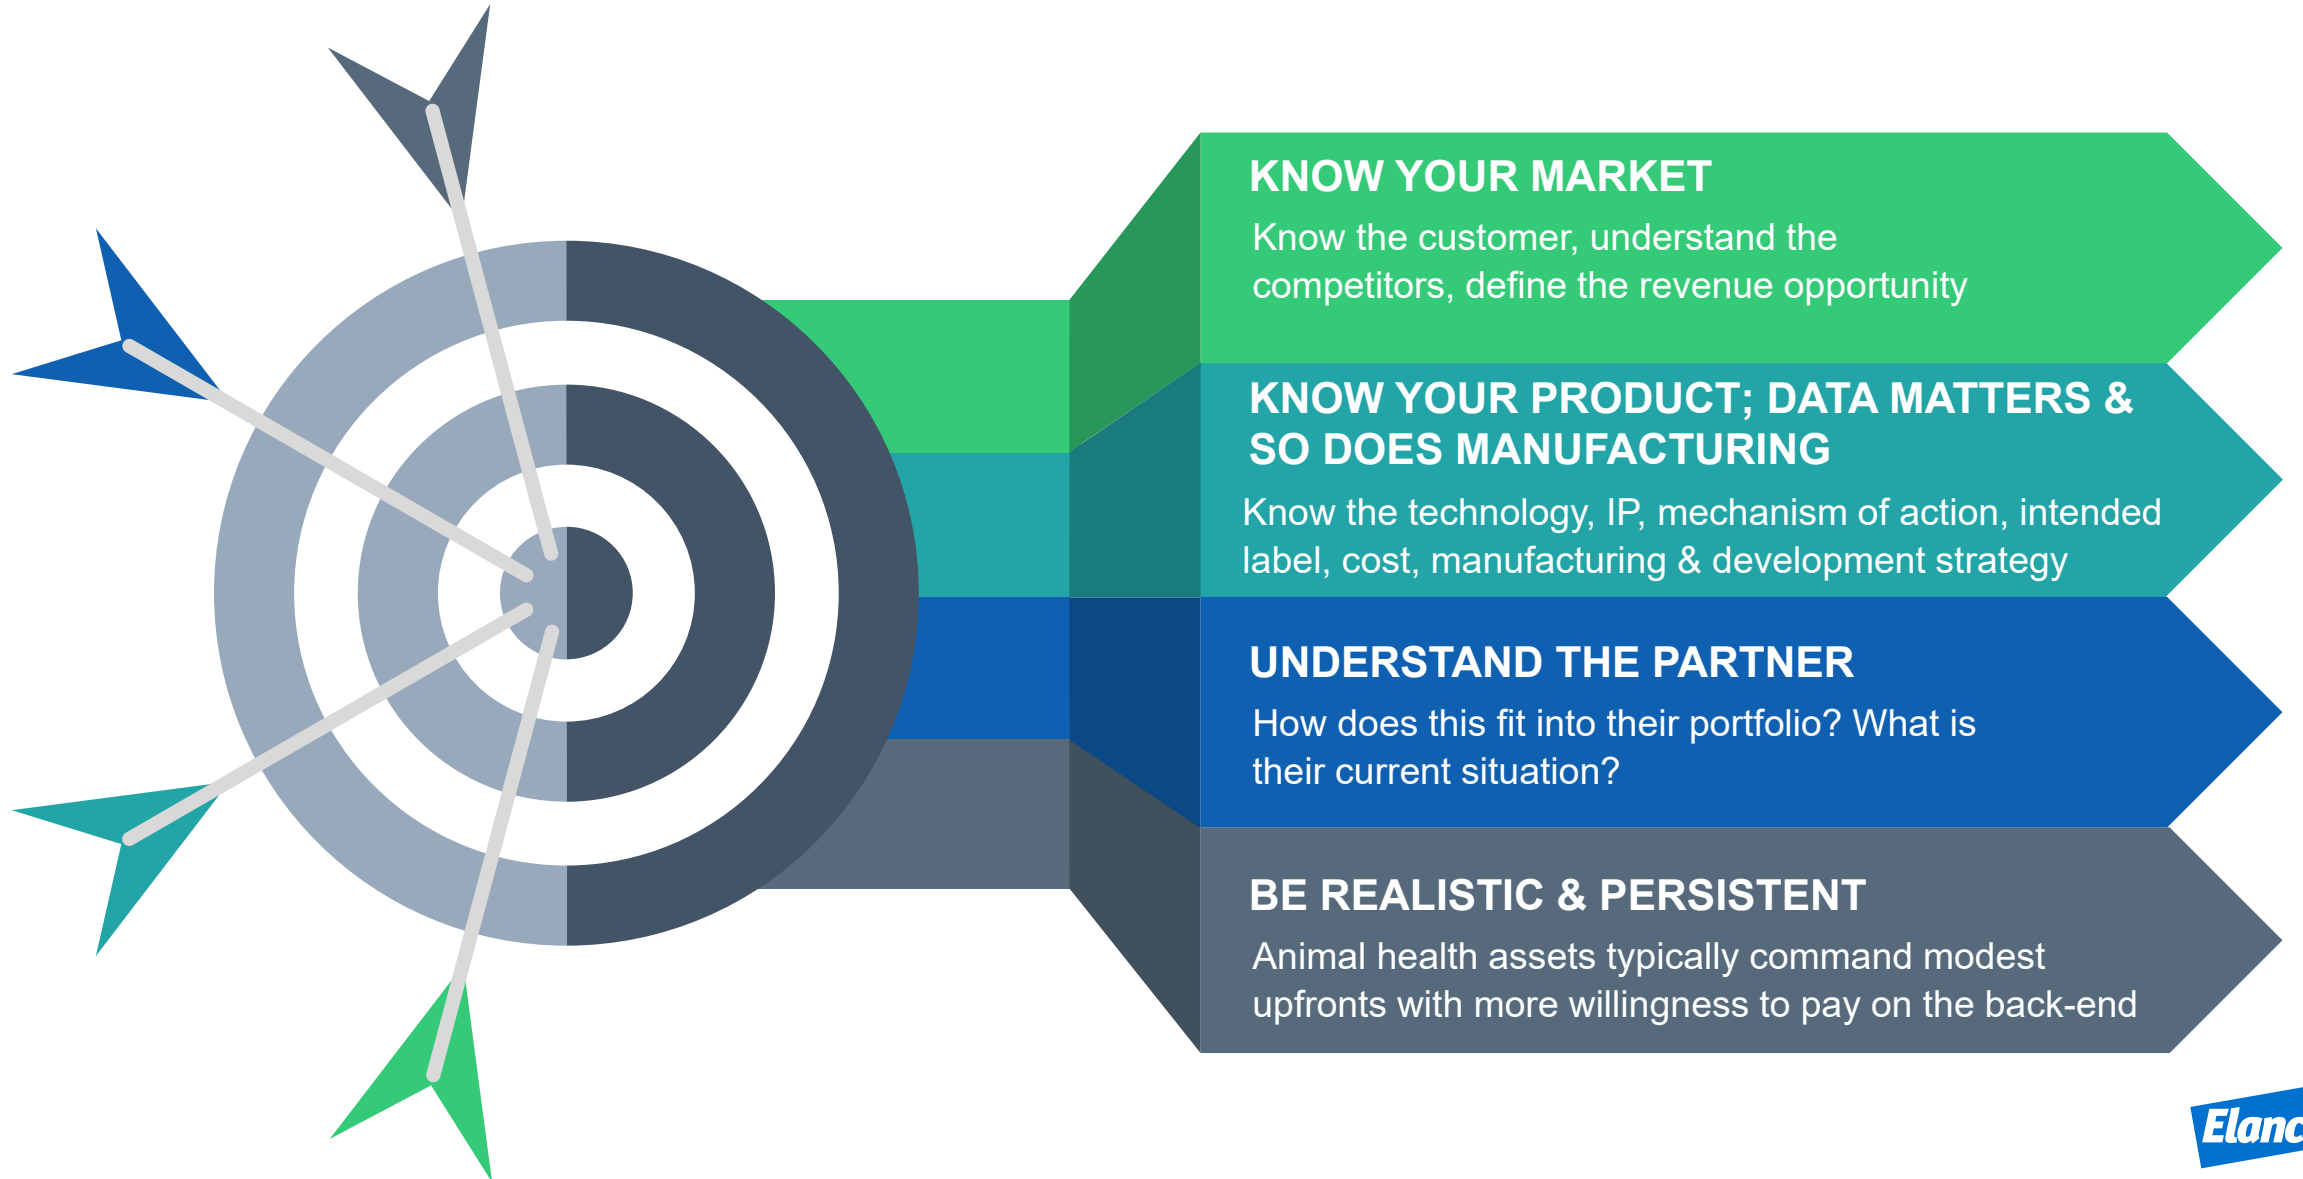 KNOW YOUR MARKET
Know the customer, understand the
competitors, define the revenue opportunity
KNOW YOUR PRODUCT; DATA MATTERS &
SO DOES MANUFACTURING
Know the technology, IP, mechanism of action, intended
label, cost, manufacturing & development strategy
UNDERSTAND THE PARTNER
How does this fit into their portfolio? What is
their current situation?
BE REALISTIC & PERSISTENT
Animal health assets typically command modest
upfronts with more willingness to pay on the back-end
Elanc